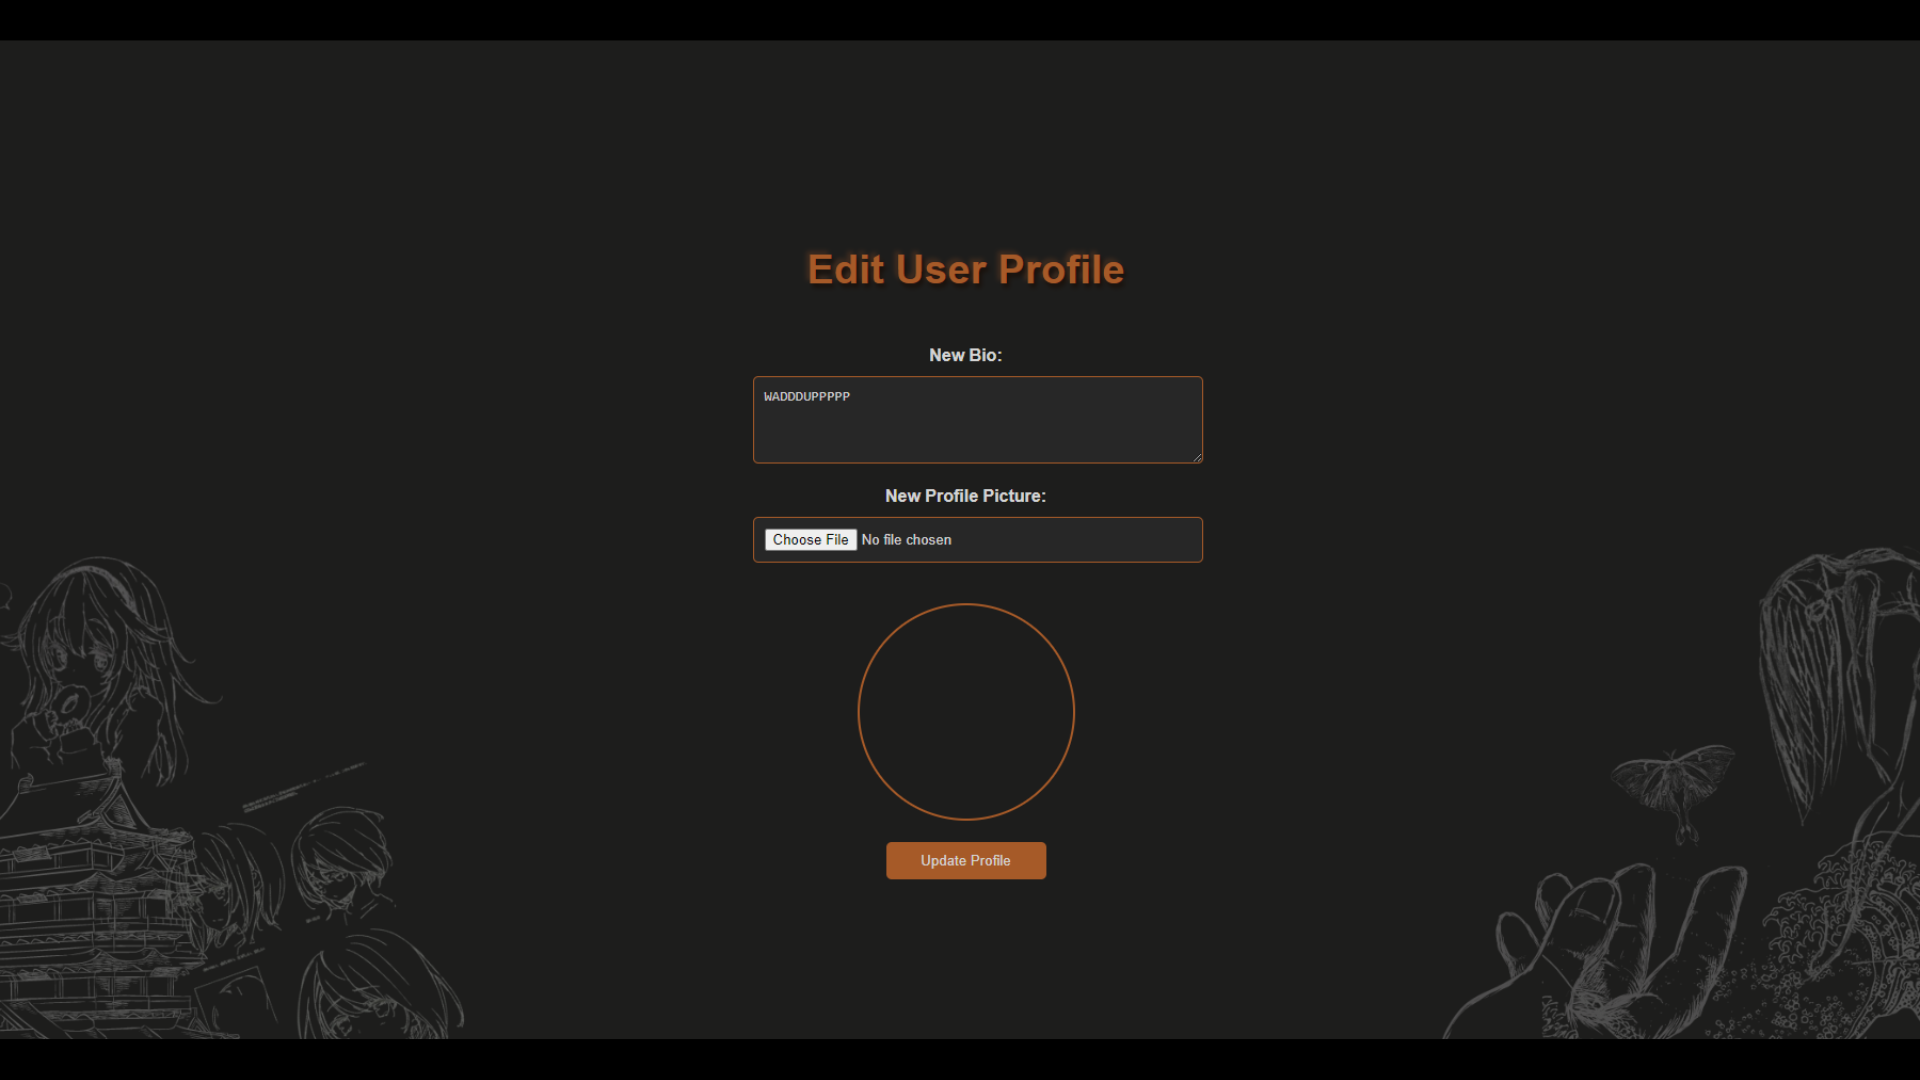 Edit User Profile
New Bio:
WADDDUPPPPP
New Profile Picture:
Choose File No file chosen
Update Profile